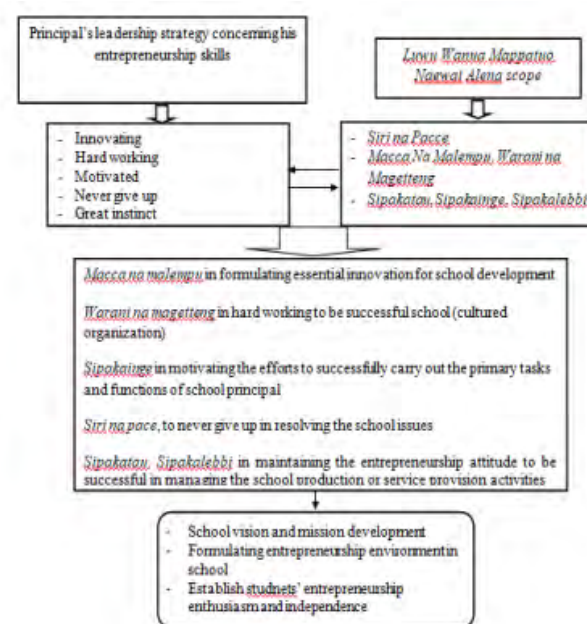 Principal's leadership strategy concerning his
entrepreneurship skills
Luwu Wanua Mappatuo
Naewai Alena scope
- Innovating
- Hard working
- Motivated
- Never give up
- Great instinct
- Siri na Pacce
- Macca Na Malempu, Warani na
Magetteng
- Sipakatau, Sipakainge, Sipakalebbi
Macca na malempu in formulating essential innovation for school development
Warani na magetteng in hard working to be successful school (cultured
organization)
Sipakainge in motivating the efforts to successfully carry out the primary tasks
and functions of school principal
Siri na pace, to never give up in resolving the school issues
Sipakatau, Sipakalebbi in maintaining the entrepreneurship attitude to be
successful in managing the school production or service provision activities
- School vision and mission development
- Formulating entrepreneurship environment in
school
- Establish studnets' entrepreneurship
enthusiasm and independence